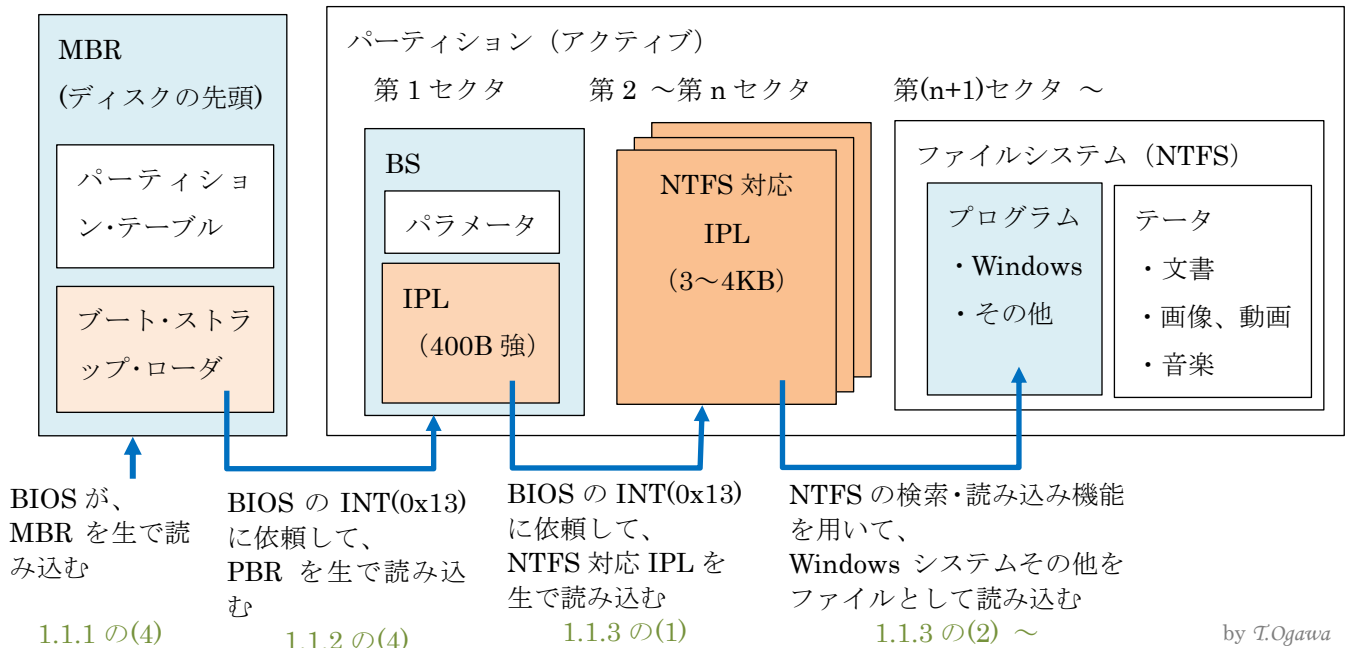 MBR
(ディスクの先頭)
パーティショ
ン・テーブル
ブート・ストラ
ップ・ローダ
パーティション（アクティブ）
第 1 セクタ
第 2 ～第 n セクタ
第(n+1)セクタ ～
BS
パラメータ
IPL
（400B 強）
NTFS 対応
IPL
（3～4KB）
ファイルシステム（NTFS）
プログラム
・Windows
・その他
テータ
・文書
・画像、動画
・音楽
BIOS が、
MBR を生で読
み込む
1.1.1 の(4)
BIOS の INT(0x13)
に依頼して、
PBR を生で読み込
む
1.1.2 の(4)
BIOS の INT(0x13)
に依頼して、
NTFS 対応 IPL を
生で読み込む
1.1.3 の(1)
NTFS の検索・読み込み機能
を用いて、
Windows システムその他を
ファイルとして読み込む
1.1.3 の(2) ～
by T.Ogawa